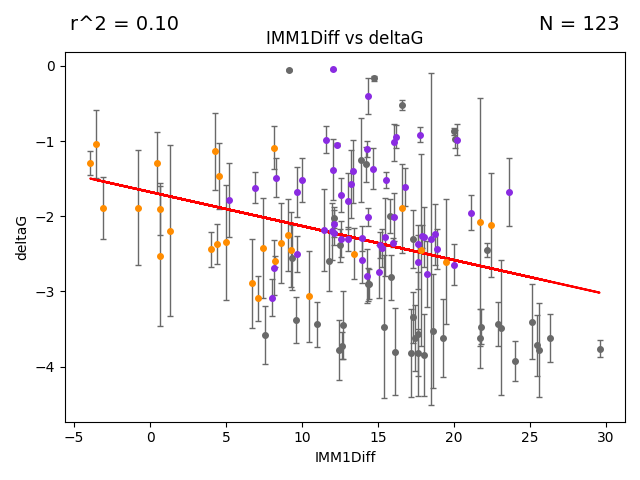 r^2 = 0.10
N = 123
IMM1Diff vs deltaG
deltaG
0
−1
−2
−3
−4
−5
0
5
10
15
20
25
30
IMM1Diff